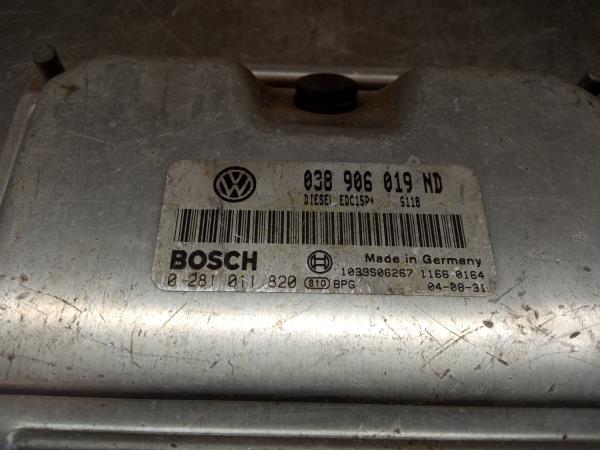 038 906 019 ND
DIESEL EDC15P+ S118
BOSCH
Made in Germany
1039S06267 1166 0164
0 281 011 820 810 BPG 04-08-31